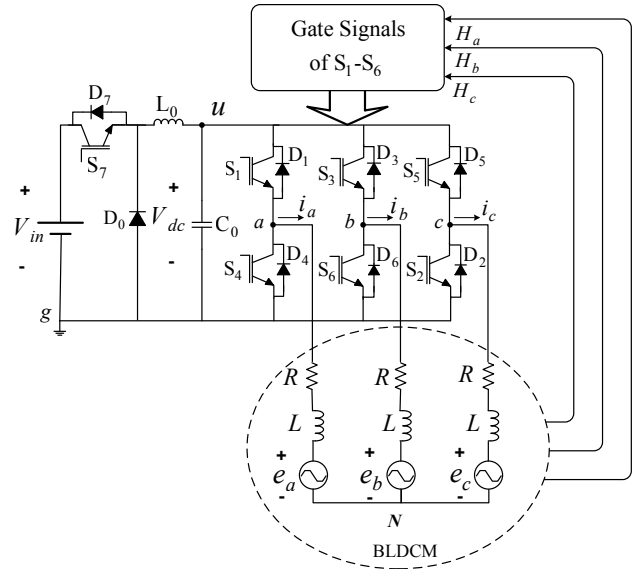 Gate Signals
of S1-S6
Ha
Hb
Hc
D7
L0
u
S7
S1
D1
S3
D3
S5
D5
+
Vin
-
D0
+
Vdc
-
C0
a
ia
b
ib
c
ic
S4
D4
S6
D6
S2
D2
g
R
R
R
L
L
L
+
ea
-
+
eb
-
+
ec
-
N
BLDCM